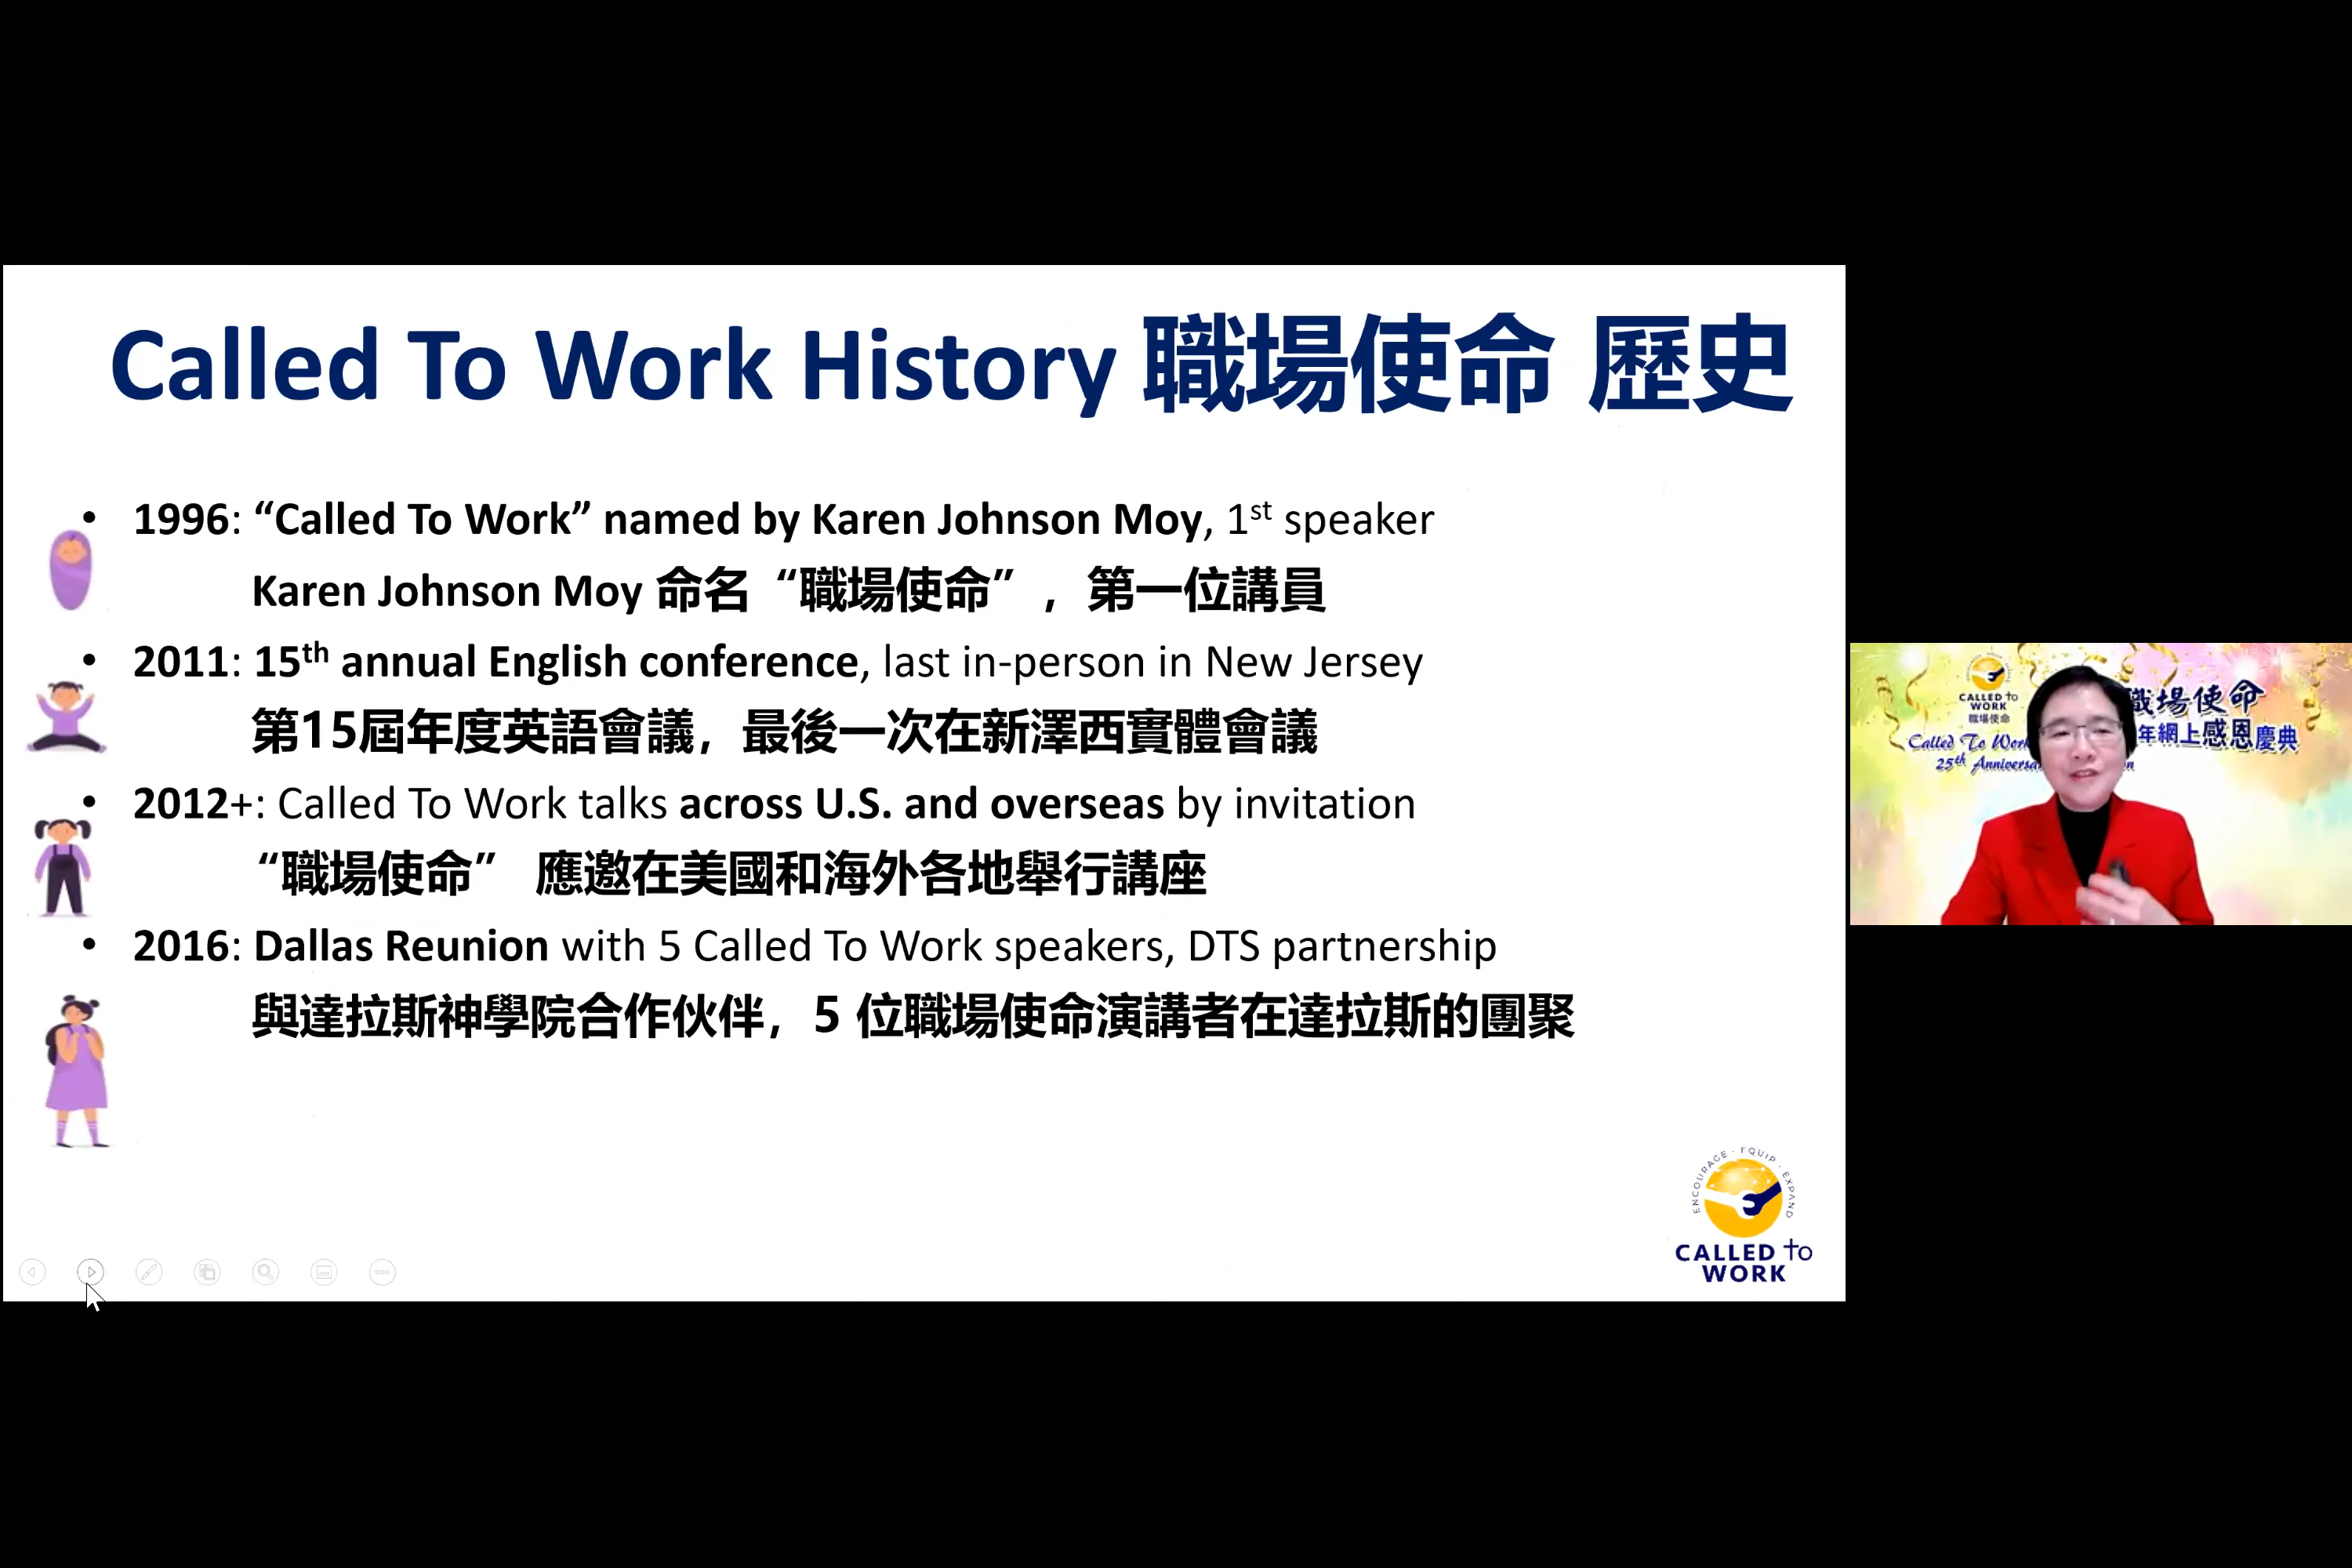 Called To Work History 職場使命 歷史
• 1996: “Called To Work” named by Karen Johnson Moy, 1st speaker
Karen Johnson Moy 命名 “職場使命” ，第一位講員
• 2011: 15th annual English conference, last in-person in New Jersey
第15屆年度英語會議，最後一次在新澤西實體會議
• 2012+: Called To Work talks across U.S. and overseas by invitation
“職場使命” 應邀在美國和海外各地舉行講座
• 2016: Dallas Reunion with 5 Called To Work speakers, DTS partnership
與達拉斯神學院合作伙伴，5 位職場使命演講者在達拉斯的團聚
ENCOURAGE · EQUIP · EXPAND
CALLED to
WORK
CALLED to
WORK
職場使命
Called To Work
25th Anniversa
職場使命
年網上感恩慶典